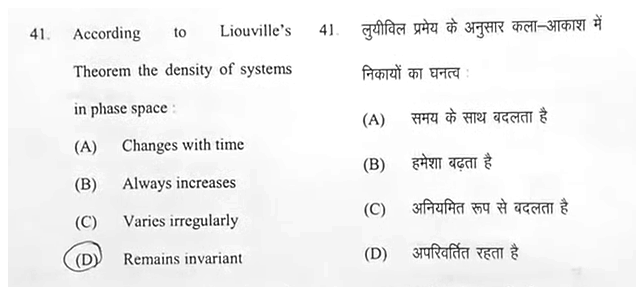 41. According to Liouville's
Theorem the density of systems
in phase space :
(A) Changes with time
(B) Always increases
(C) Varies irregularly
(D) Remains invariant
41. लुयीविल प्रमेय के अनुसार कला–आकाश में
निकायों का घनत्व :
(A) समय के साथ बदलता है
(B) हमेशा बढ़ता है
(C) अनियमित रूप से बदलता है
(D) अपरिवर्तित रहता है